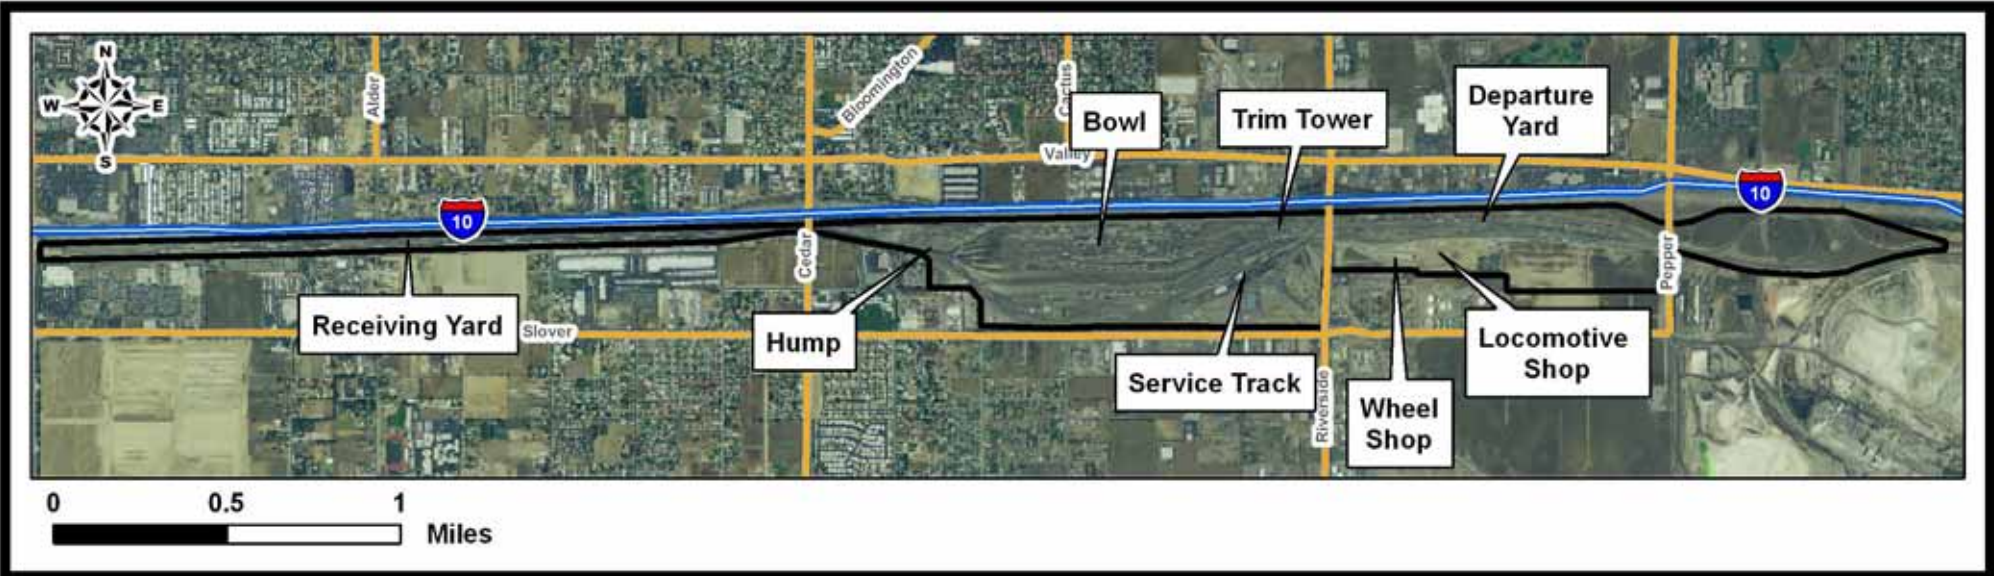 N
W
E
S
Alder
Bloomington
Cactus
Bowl
Trim Tower
Departure
Yard
Valley
10
10
Cedar
Pepper
Receiving Yard
Slover
Hump
Service Track
Riverside
Wheel
Shop
Locomotive
Shop
0
0.5
1
Miles